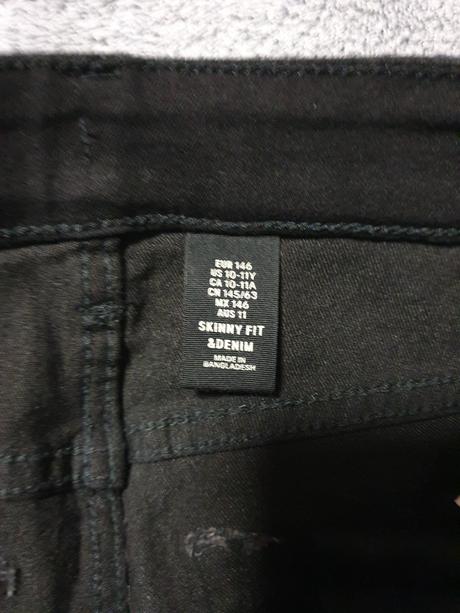 EUR 146
US 10-11Y
CA 10-11A
CN 145/63
MX 146
AUS 11
SKINNY FIT
&DENIM
MADE IN
BANGLADESH